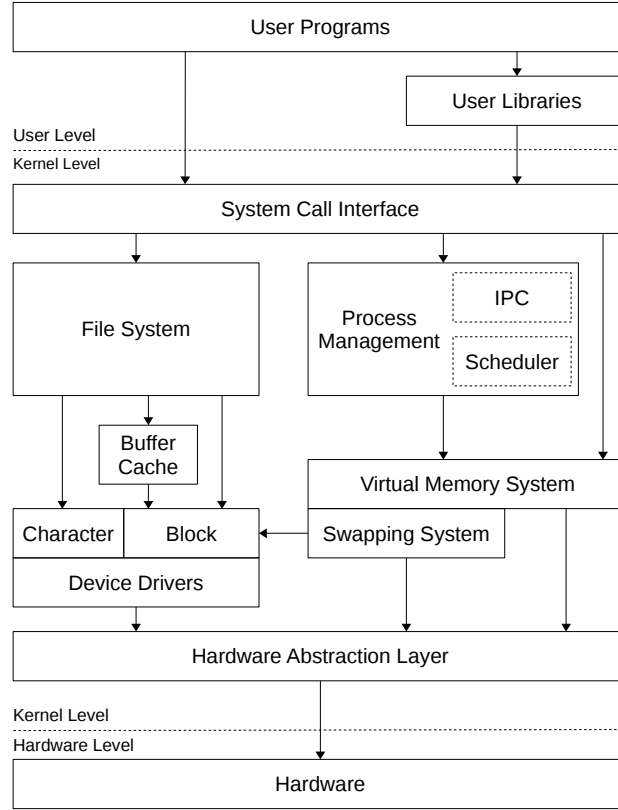 User Programs
User Libraries
User Level
Kernel Level
System Call Interface
File System
Process
Management
IPC
Scheduler
Buffer
Cache
Virtual Memory System
Character
Block
Swapping System
Device Drivers
Hardware Abstraction Layer
Kernel Level
Hardware Level
Hardware